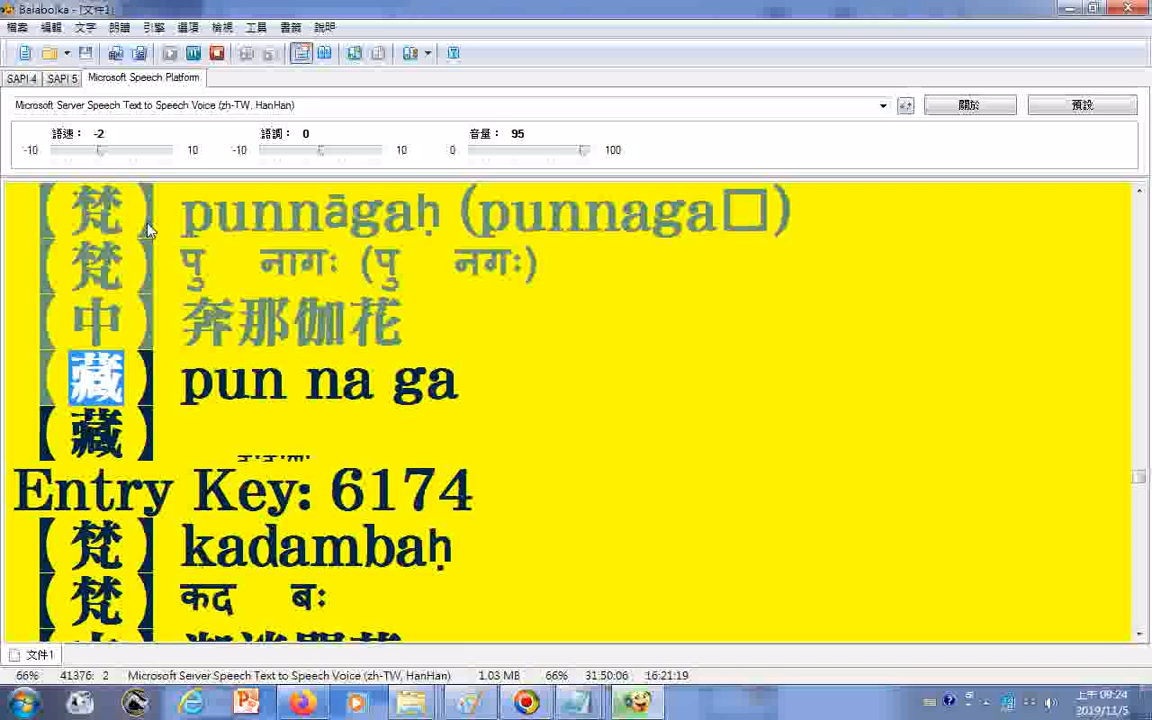 Balabolka - [文件1]
檔案 編輯 文字 朗讀 引擎 選項 檢視 工具 書籤 說明
SAPI 4 SAPI 5 Microsoft Speech Platform
Microsoft Server Speech Text to Speech Voice (zh-TW, HanHan) 關於 預設
語速： -2 語調： 0 音量： 95
-10 10 -10 10 0 100
【梵】 punnāgaḥ (punnaga□)
【梵】 पु नागः (पु नगः)
【中】 奔那伽花
【藏】 pun na ga
【藏】
Entry Key: 6174
【梵】 kadambaḥ
【梵】 कद बः
文件1
66% 41376: 2 Microsoft Server Speech Text to Speech Voice (zh-TW, HanHan) 1.03 MB 66% 31:50:06 16:21:19
上午 09:24
2019/11/5